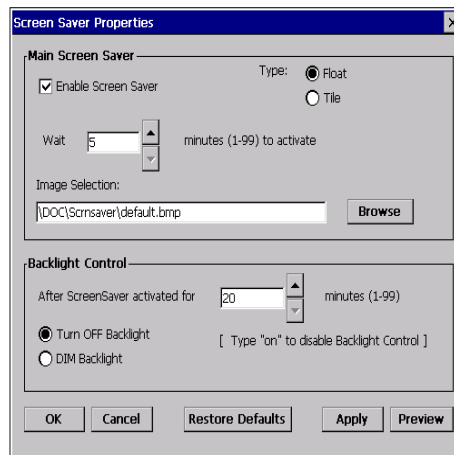 Screen Saver Properties
Main Screen Saver
Enable Screen Saver
Type:
Float
Tile
Wait 5 minutes (1-99) to activate
Image Selection:
\DOC\Scrnsaver\default.bmp Browse
Backlight Control
After ScreenSaver activated for 20 minutes (1-99)
Turn OFF Backlight
[ Type "on" to disable Backlight Control ]
DIM Backlight
OK Cancel Restore Defaults Apply Preview